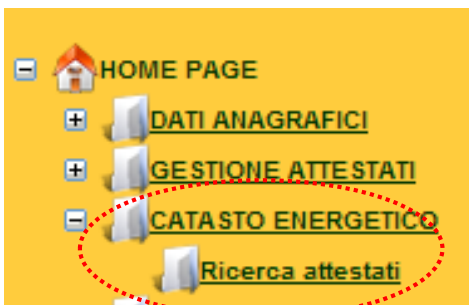 HOME PAGE
DATI ANAGRAFICI
GESTIONE ATTESTATI
CATASTO ENERGETICO
Ricerca attestati